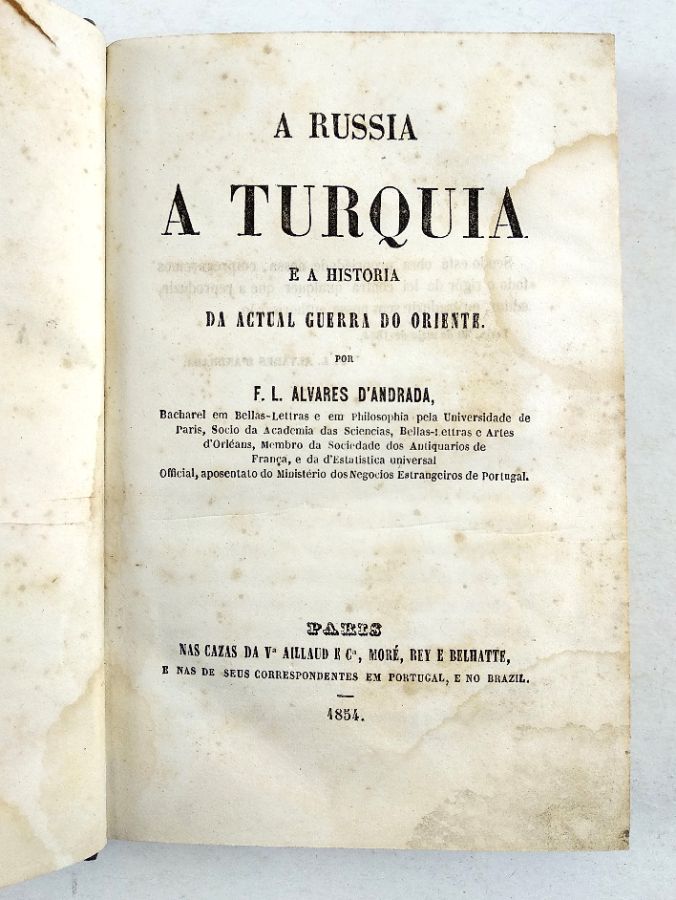 A RUSSIA
A TURQUIA
E A HISTORIA
DA ACTUAL GUERRA DO ORIENTE.
POR
F. L. ALVARES D'ANDRADA,
Bacharel em Bellas-Lettras e em Philosophia pela Universidade de
Paris, Socio da Academia das Sciencias, Bellas-Lettras e Artes
d'Orléans, Membro da Sociedade dos Antiquarios de
França, e da d'Estatistica universal
Official, aposentato do Ministério dos Negocios Estrangeiros de Portugal.
PARIS
NAS CAZAS DA Vª AILLAUD E Cª, MORÉ, REY E BELHATTE,
E NAS DE SEUS CORRESPONDENTES EM PORTUGAL, E NO BRAZIL.
1854.